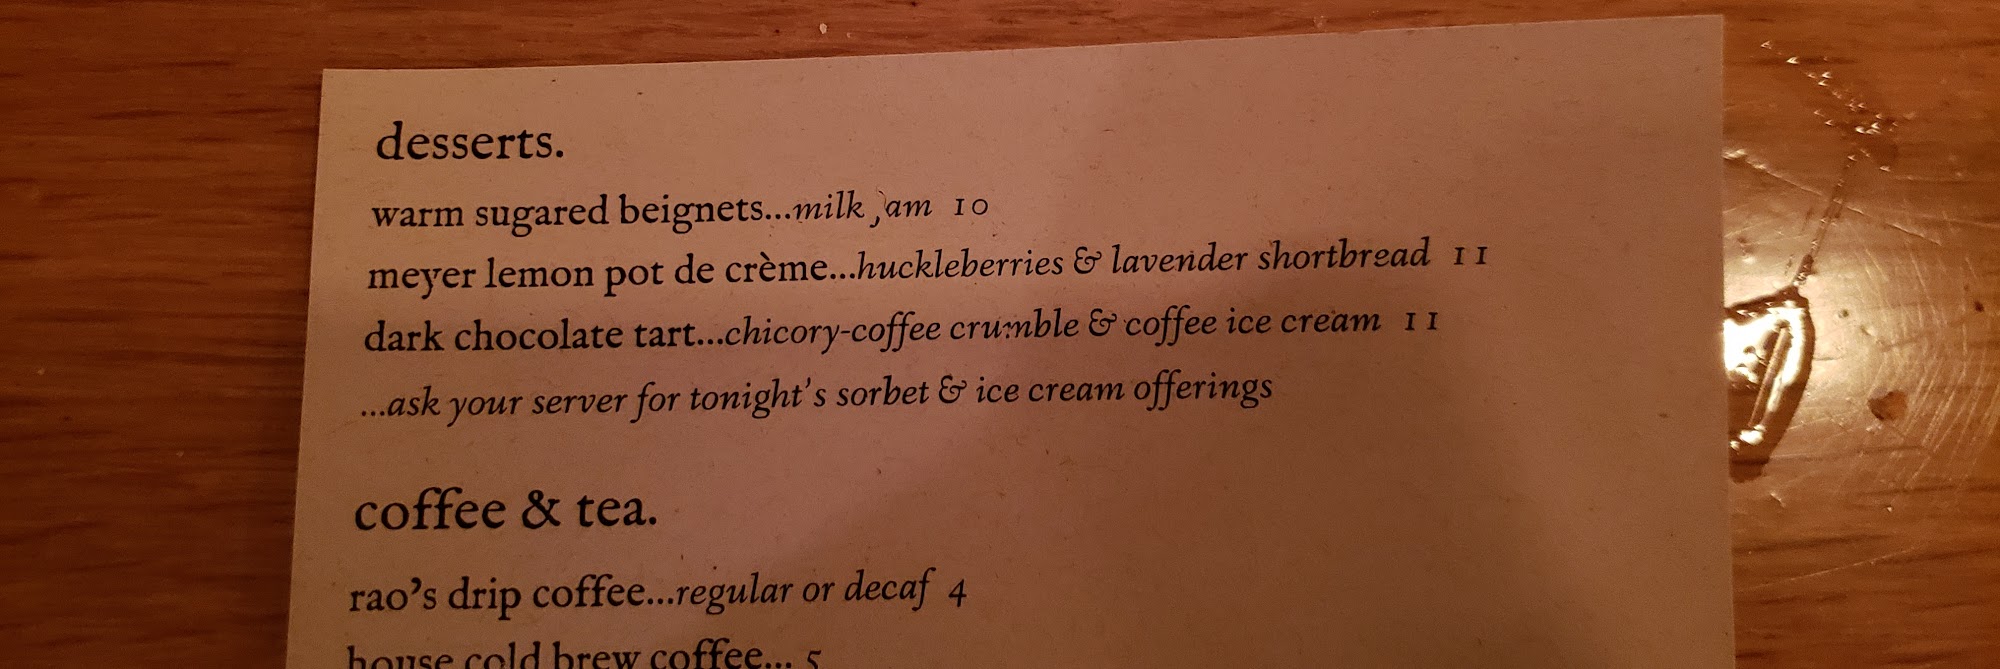 desserts.
warm sugared beignets...milk jam 10
meyer lemon pot de crème...huckleberries & lavender shortbread 11
dark chocolate tart...chicory-coffee crumble & coffee ice cream 11
...ask your server for tonight's sorbet & ice cream offerings
coffee & tea.
rao's drip coffee...regular or decaf 4
house cold brew coffee... 5